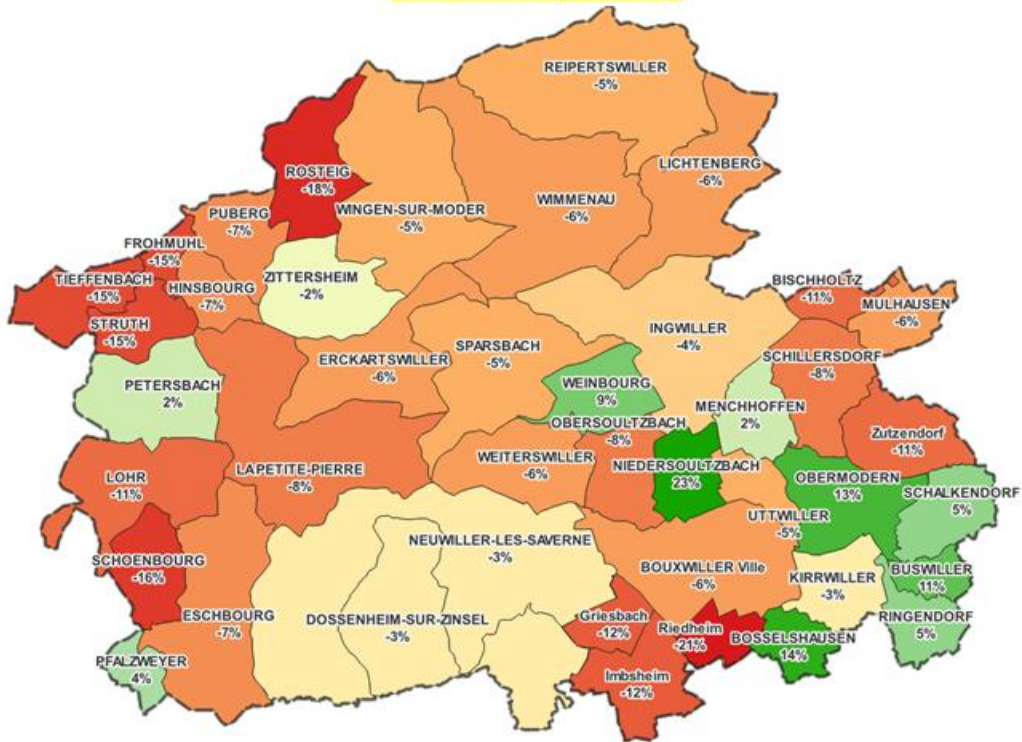 REIPERTSWILLER
-5%
LICHTENBERG
-6%
ROSTEIG
-18%
WIMMENAU
-6%
WINGEN-SUR-MODER
-5%
PUBERG
-7%
FROHMUHL
-15%
ZITTERSHEIM
-2%
TIEFFENBACH
-15%
HINSBOURG
-7%
BISCHHOLTZ
-11%
MULHAUSEN
-6%
STRUTH
-15%
INGWILLER
-4%
SPARSBACH
-5%
ERCKARTSWILLER
-6%
SCHILLERSDORF
-8%
PETERSBACH
2%
WEINBOURG
9%
MENCHHOFFEN
2%
OBERSOULTZBACH
-8%
Zutzendorf
-11%
WEITERSWILLER
-6%
NIEDERSOULTZBACH
23%
LAPETITE-PIERRE
-8%
LOHR
-11%
OBERMODERN
13%
SCHALKENDORF
5%
UTTWILLER
-5%
NEUWILLER-LES-SAVERNE
-3%
SCHOENBOURG
-16%
BOUXWILLER Ville
-6%
KIRRWILLER
-3%
BUSWILLER
11%
ESCHBOURG
-7%
DOSSENHEIM-SUR-ZINSEL
-3%
Griesbach
-12%
Riedheim
-21%
BOSSELSHAUSEN
14%
RINGENDORF
5%
PFALZWEYER
4%
Imbsheim
-12%